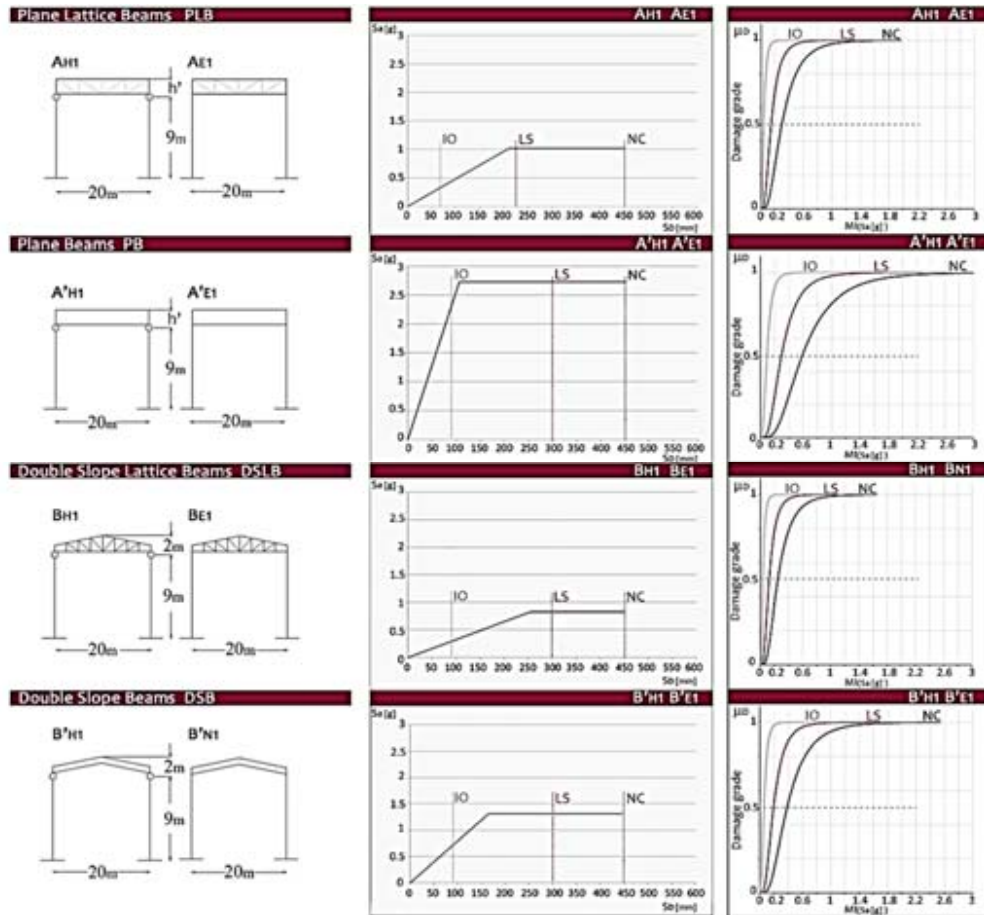 Plane Lattice Beams PLB
AH1 AE1
h'
9m
20m 20m
Sa[g] AH1 AE1
3
2.5
2
1.5
1
0.5
0
IO LS NC
0 50 100 150 200 250 300 350 400 450 500 550 600
SD[mm]
AH1 AE1
μD
Damage grade
1
0.5
0
IO LS NC
0 0.2 0.6 1 1.4 1.8 2.2 2.6 3
MI(Sa[g])
Plane Beams PB
A'H1 A'E1
h'
9m
20m 20m
A'H1 A'E1
Sa[g]
3
2.5
2
1.5
1
0.5
0
IO LS NC
0 50 100 150 200 250 300 350 400 450 500 550 600
SD[mm]
A'H1 A'E1
μD
Damage grade
1
0.5
0
IO LS NC
0 0.2 0.6 1 1.4 1.8 2.2 2.6 3
MI(Sa[g])
Double Slope Lattice Beams DSLB
BH1 BE1
2m
9m
20m 20m
BH1 BE1
Sa[g]
3
2.5
2
1.5
1
0.5
0
IO LS NC
0 50 100 150 200 250 300 350 400 450 500 550 600
SD[mm]
BH1 BN1
μD
Damage grade
1
0.5
0
IO LS NC
0 0.2 0.6 1 1.4 1.8 2.2 2.6 3
MI(Sa[g])
Double Slope Beams DSB
B'H1 B'N1
2m
9m
20m 20m
B'H1 B'E1
Sa[g]
3
2.5
2
1.5
1
0.5
0
IO LS NC
0 50 100 150 200 250 300 350 400 450 500 550 600
SD[mm]
B'H1 B'E1
μD
Damage grade
1
0.5
0
IO LS NC
0 0.2 0.6 1 1.4 1.8 2.2 2.6 3
MI(Sa[g])